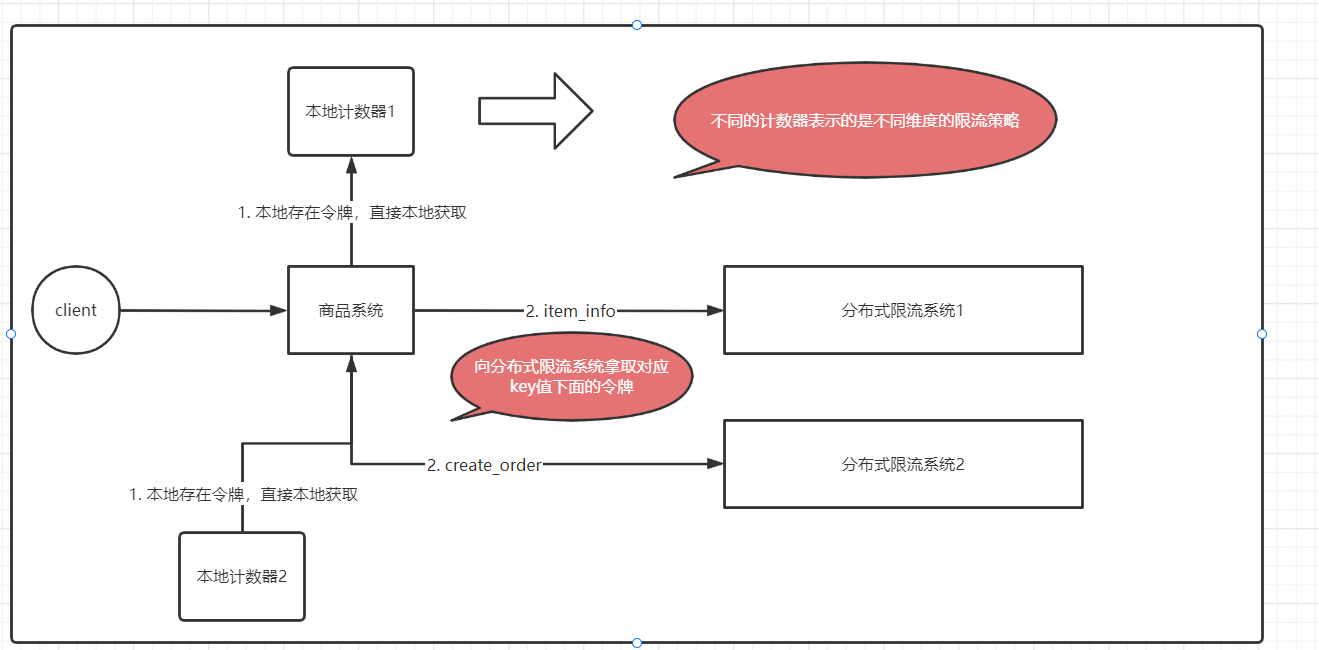 本地计数器1
不同的计数器表示的是不同维度的限流策略
1. 本地存在令牌，直接本地获取
client
商品系统
2. item_info
分布式限流系统1
向分布式限流系统拿取对应
key值下面的令牌
2. create_order
分布式限流系统2
1. 本地存在令牌，直接本地获取
本地计数器2